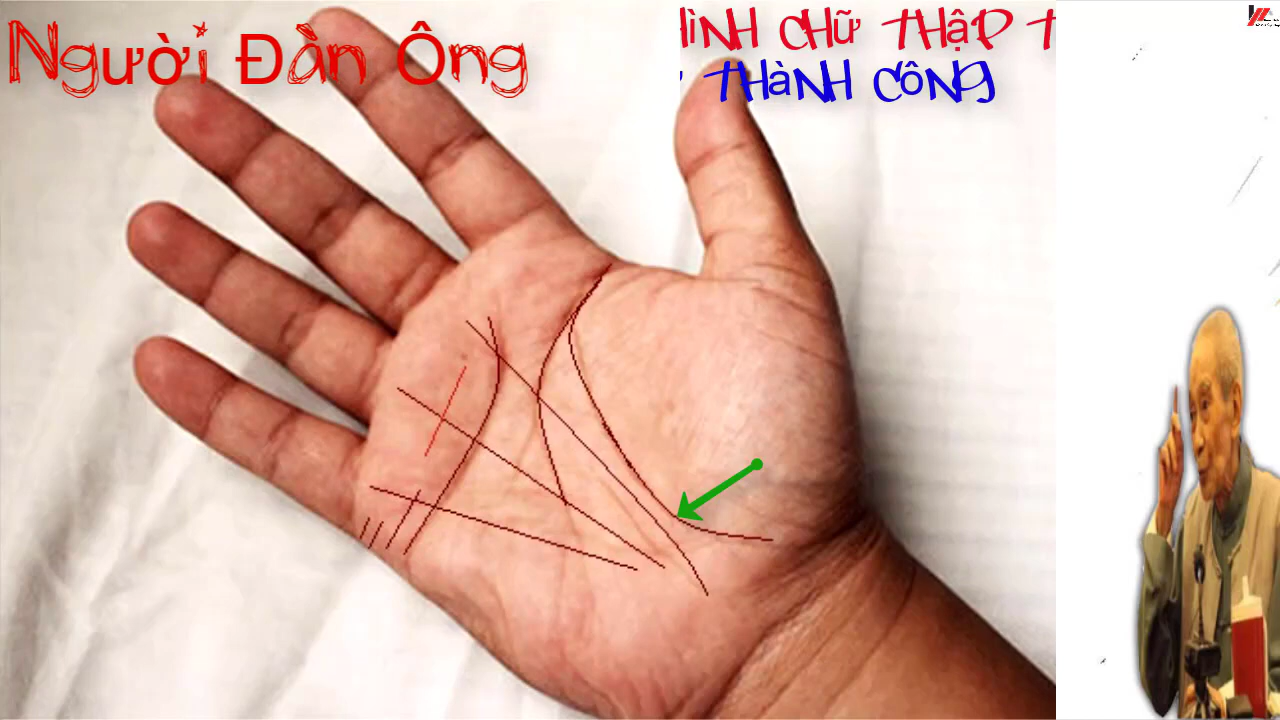 Người Đàn Ông
HÌNH CHỮ THẬP
THÀNH CÔNG